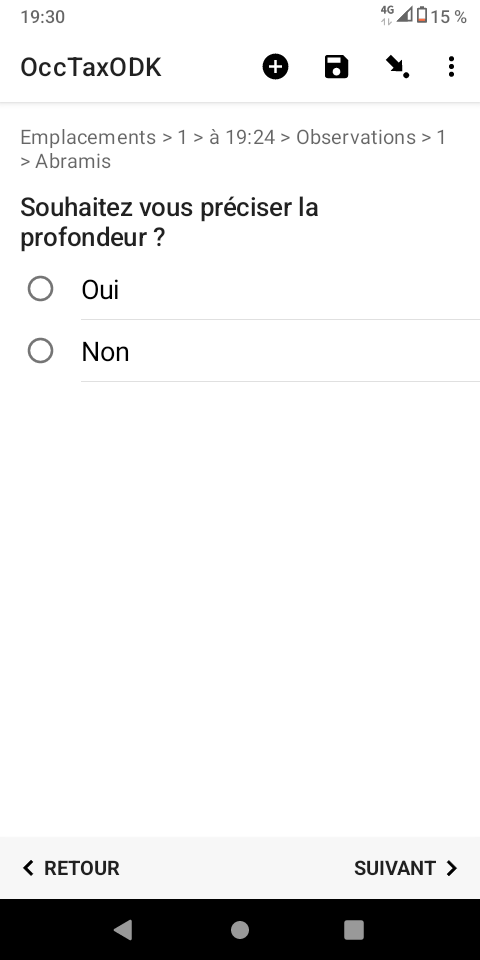 19:30
4G
15 %
OccTaxODK
Emplacements > 1 > à 19:24 > Observations > 1
> Abramis
Souhaitez vous préciser la
profondeur ?
Oui
Non
RETOUR
SUIVANT